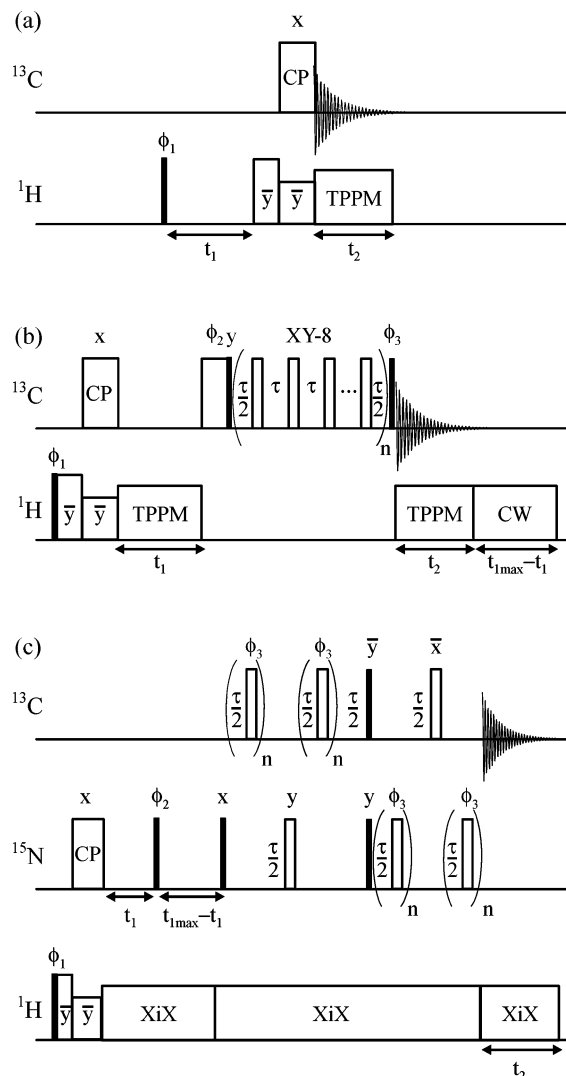 (a)
x
¹³C CP
ϕ₁
¹H y̅ y̅ TPPM
t₁ t₂
(b)
x ϕ₂ y XY-8 ϕ₃
¹³C CP τ/2 τ τ ... τ/2
n
ϕ₁
¹H y̅ y̅ TPPM TPPM CW
t₁ t₂ t₁ₘₐₓ–t₁
(c)
ϕ₃ ϕ₃ y̅ x̅
¹³C τ/2 τ/2 τ/2 τ/2
n n
x ϕ₂ x y y ϕ₃ ϕ₃
¹⁵N CP τ/2 τ/2 τ/2
t₁ t₁ₘₐₓ–t₁ n n
ϕ₁
¹H y̅ y̅ XiX XiX XiX
t₂